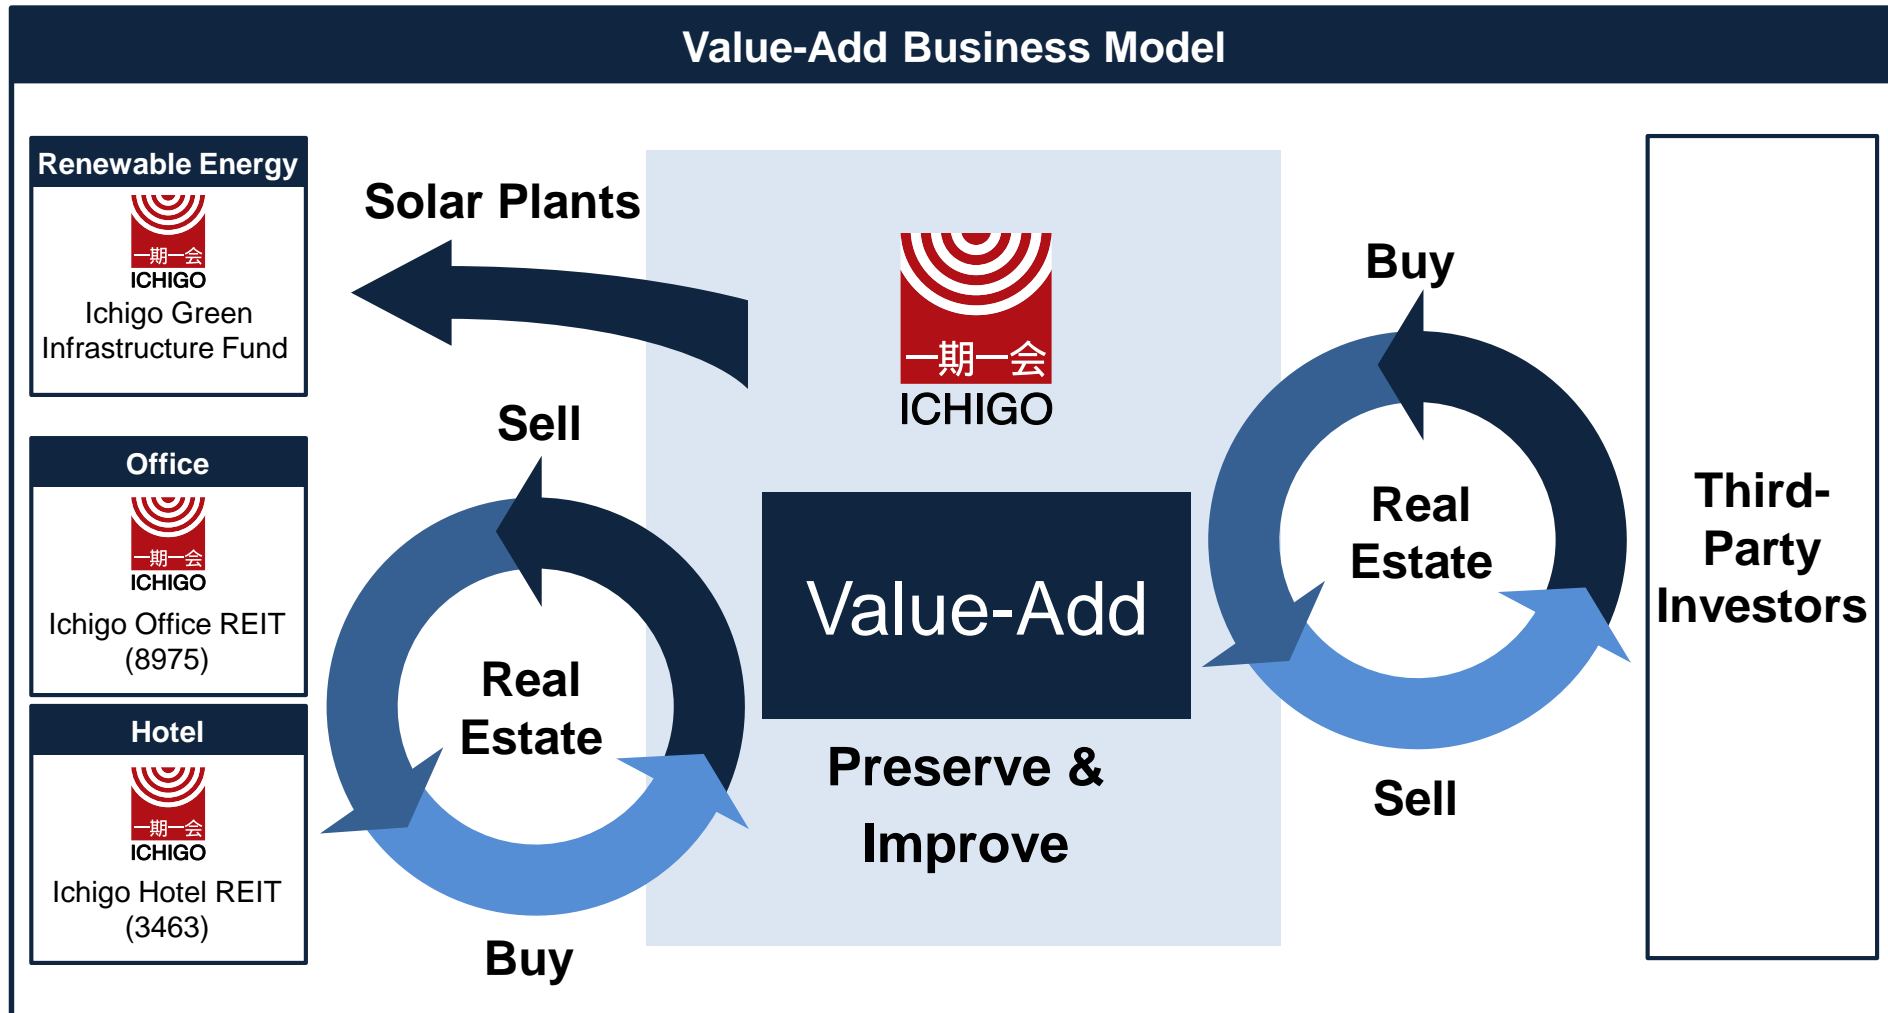 Value-Add Business Model
Renewable Energy
一期一会
ICHIGO
Ichigo Green
Infrastructure Fund
Office
一期一会
ICHIGO
Ichigo Office REIT
(8975)
Hotel
一期一会
ICHIGO
Ichigo Hotel REIT
(3463)
Solar Plants
Sell
Real
Estate
Buy
一期一会
ICHIGO
Value-Add
Preserve &
Improve
Buy
Real
Estate
Sell
Third-
Party
Investors